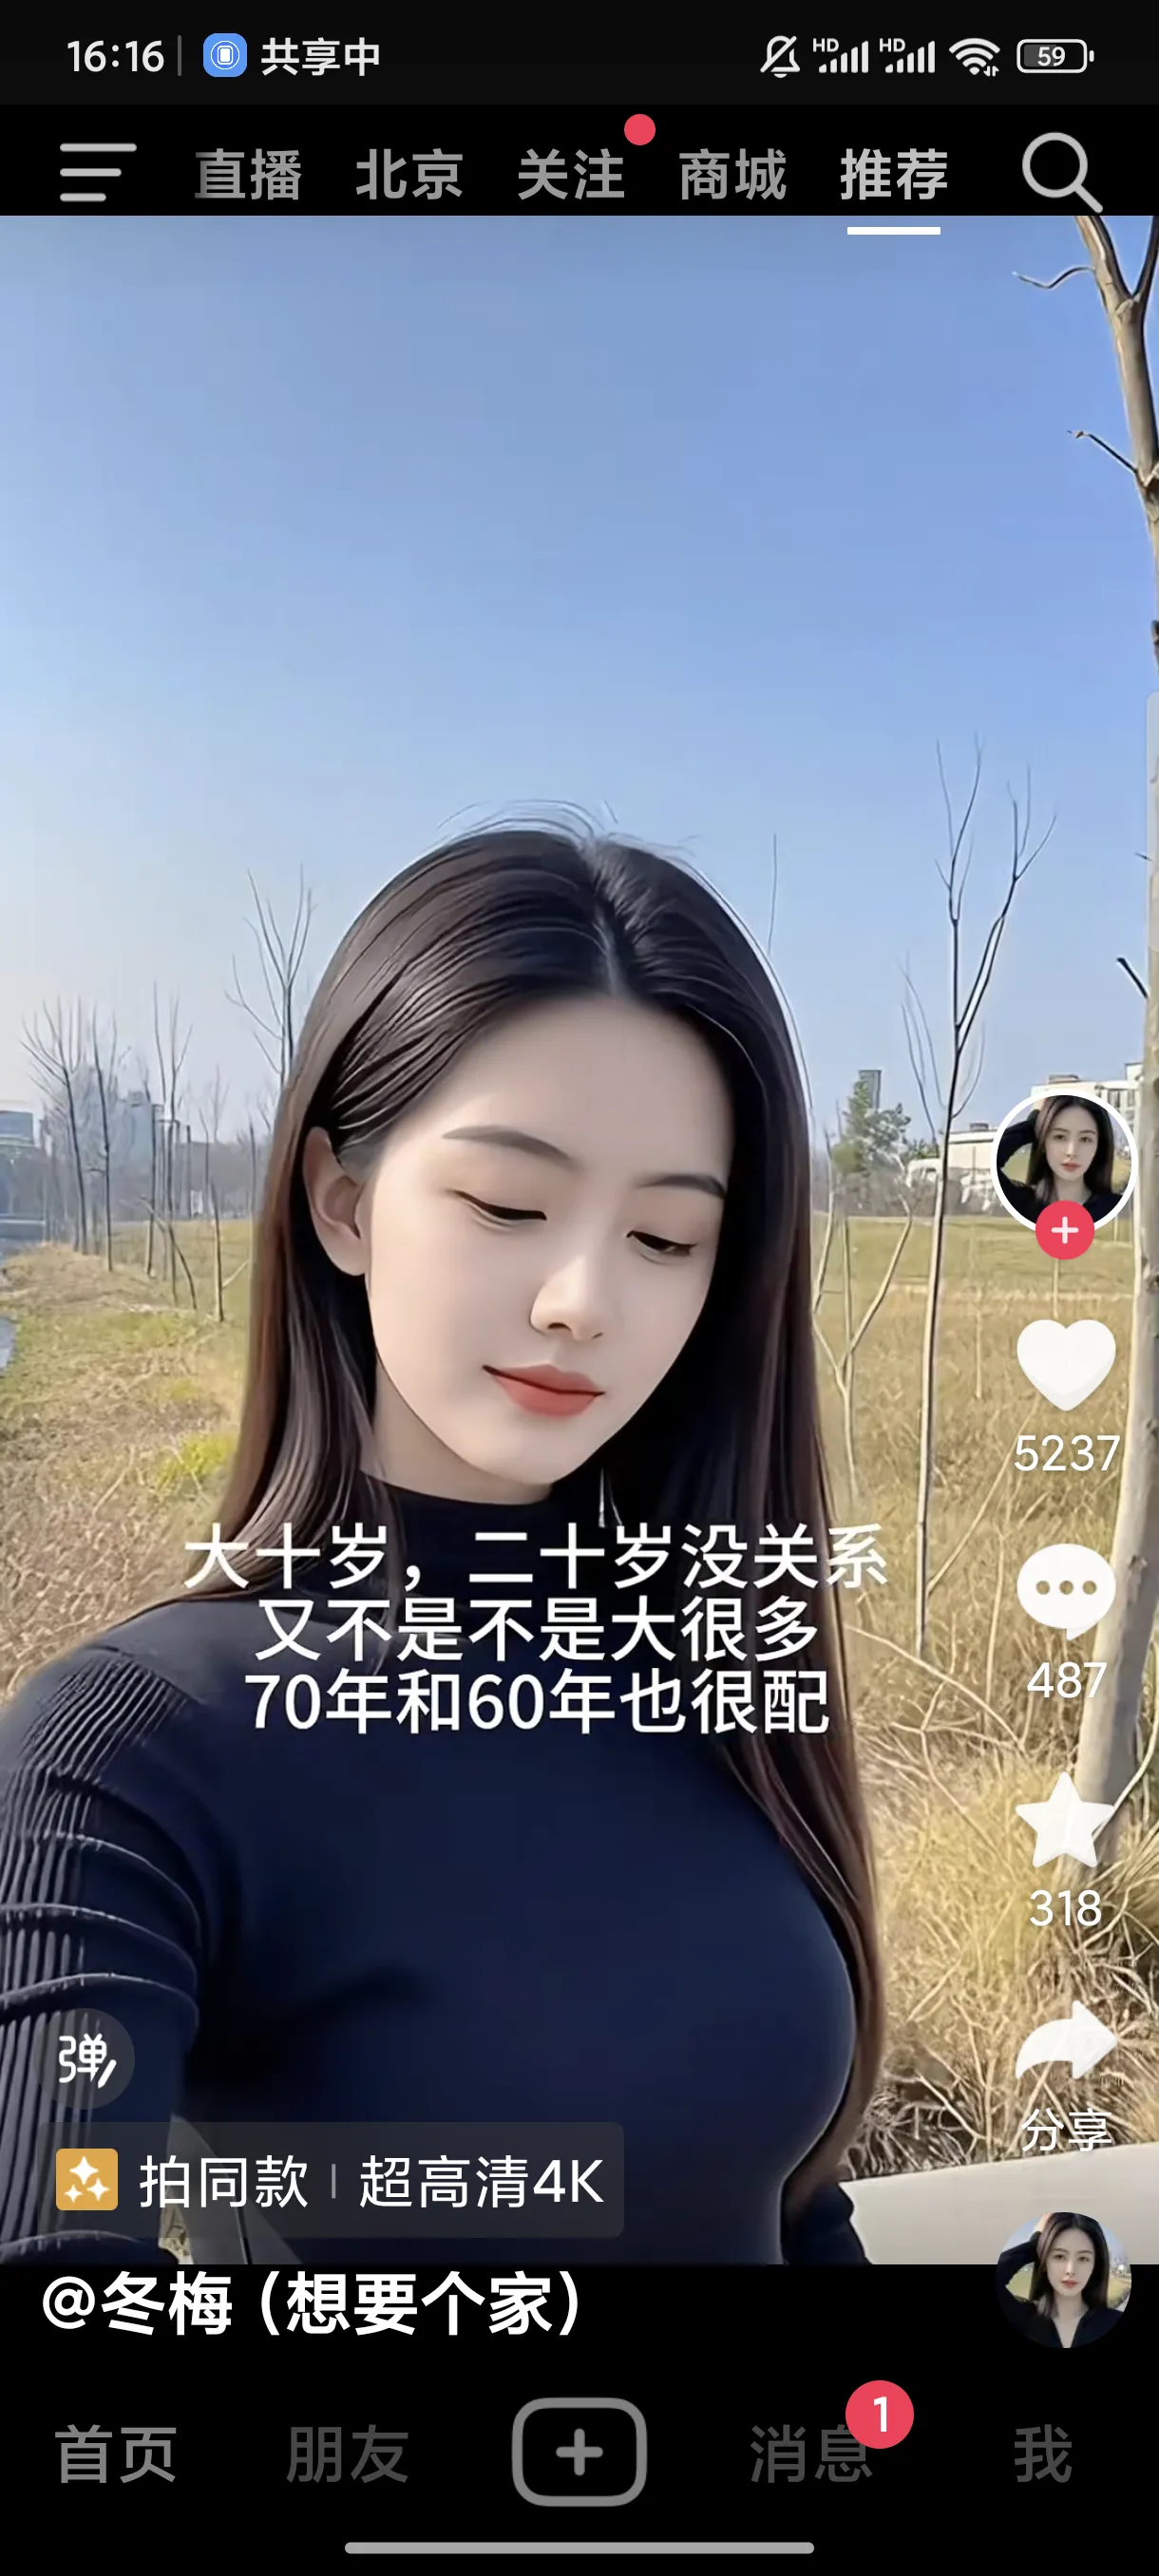 16:16
共享中
HD
HD
59
直播
北京
关注
商城
推荐
大十岁，二十岁没关系
又不是不是大很多
70年和60年也很配
5237
487
318
分享
弹
拍同款
超高清4K
@冬梅（想要个家）
首页
朋友
消息
1
我